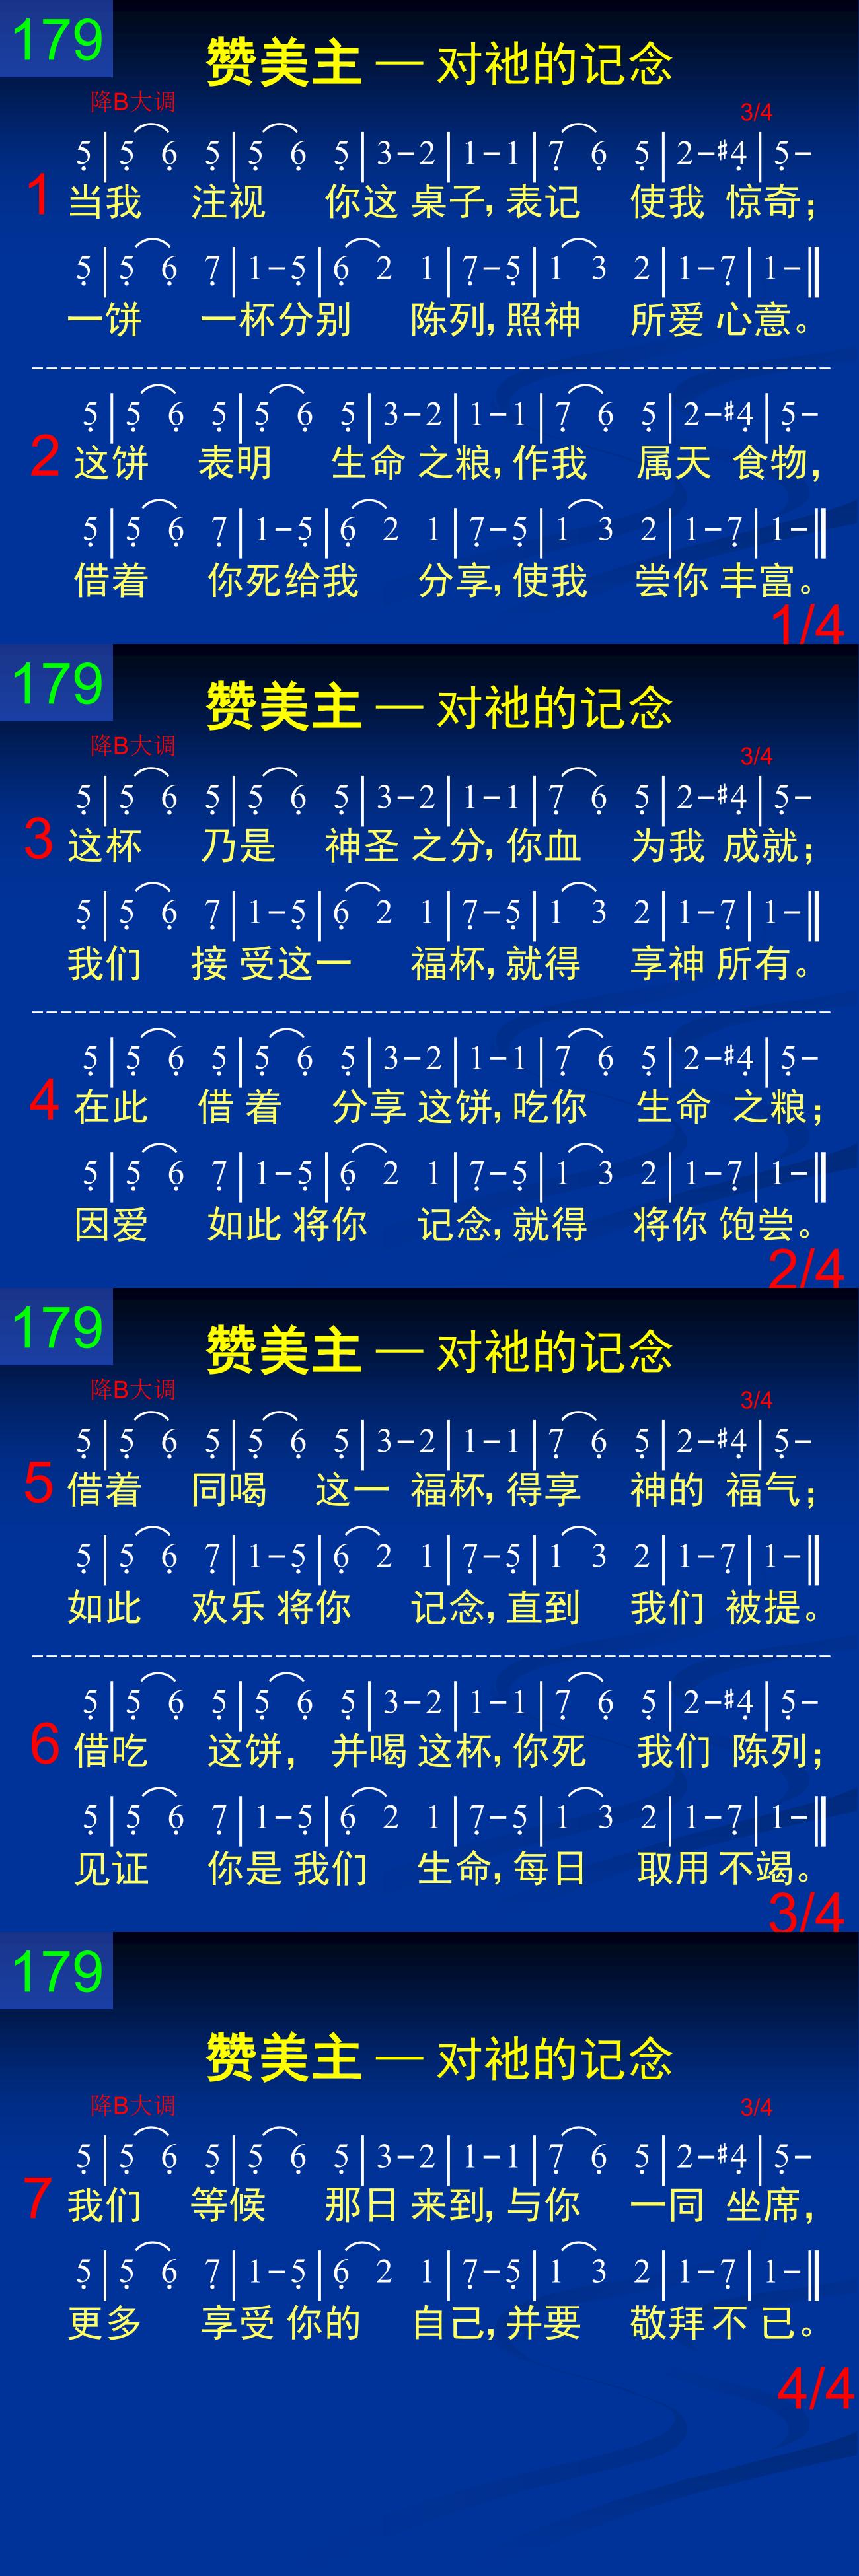 179
赞美主 — 对祂的记念
降B大调 3/4
5 | 5 6 5 | 5 6 5 | 3 – 2 | 1 – 1 | 7 6 5 | 2 – #4 | 5 –
1 当我 注视 你这 桌子, 表记 使我 惊奇;
5 | 5 6 7 | 1 – 5 | 6 2 1 | 7 – 5 | 1 3 2 | 1 – 7 | 1 – ‖
一饼 一杯分别 陈列, 照神 所爱 心意。
5 | 5 6 5 | 5 6 5 | 3 – 2 | 1 – 1 | 7 6 5 | 2 – #4 | 5 –
2 这饼 表明 生命 之粮, 作我 属天 食物,
5 | 5 6 7 | 1 – 5 | 6 2 1 | 7 – 5 | 1 3 2 | 1 – 7 | 1 – ‖
借着 你死给我 分享, 使我 尝你 丰富。
1/4
179
赞美主 — 对祂的记念
降B大调 3/4
5 | 5 6 5 | 5 6 5 | 3 – 2 | 1 – 1 | 7 6 5 | 2 – #4 | 5 –
3 这杯 乃是 神圣 之分, 你血 为我 成就;
5 | 5 6 7 | 1 – 5 | 6 2 1 | 7 – 5 | 1 3 2 | 1 – 7 | 1 – ‖
我们 接 受这一 福杯, 就得 享神 所有。
5 | 5 6 5 | 5 6 5 | 3 – 2 | 1 – 1 | 7 6 5 | 2 – #4 | 5 –
4 在此 借 着 分享 这饼, 吃你 生命 之粮;
5 | 5 6 7 | 1 – 5 | 6 2 1 | 7 – 5 | 1 3 2 | 1 – 7 | 1 – ‖
因爱 如此 将你 记念, 就得 将你 饱尝。
2/4
179
赞美主 — 对祂的记念
降B大调 3/4
5 | 5 6 5 | 5 6 5 | 3 – 2 | 1 – 1 | 7 6 5 | 2 – #4 | 5 –
5 借着 同喝 这一 福杯, 得享 神的 福气;
5 | 5 6 7 | 1 – 5 | 6 2 1 | 7 – 5 | 1 3 2 | 1 – 7 | 1 – ‖
如此 欢乐 将你 记念, 直到 我们 被提。
5 | 5 6 5 | 5 6 5 | 3 – 2 | 1 – 1 | 7 6 5 | 2 – #4 | 5 –
6 借吃 这饼, 并喝 这杯, 你死 我们 陈列;
5 | 5 6 7 | 1 – 5 | 6 2 1 | 7 – 5 | 1 3 2 | 1 – 7 | 1 – ‖
见证 你是 我们 生命, 每日 取用 不竭。
3/4
179
赞美主 — 对祂的记念
降B大调 3/4
5 | 5 6 5 | 5 6 5 | 3 – 2 | 1 – 1 | 7 6 5 | 2 – #4 | 5 –
7 我们 等候 那日 来到, 与你 一同 坐席,
5 | 5 6 7 | 1 – 5 | 6 2 1 | 7 – 5 | 1 3 2 | 1 – 7 | 1 – ‖
更多 享受 你的 自己, 并要 敬拜 不 已。
4/4